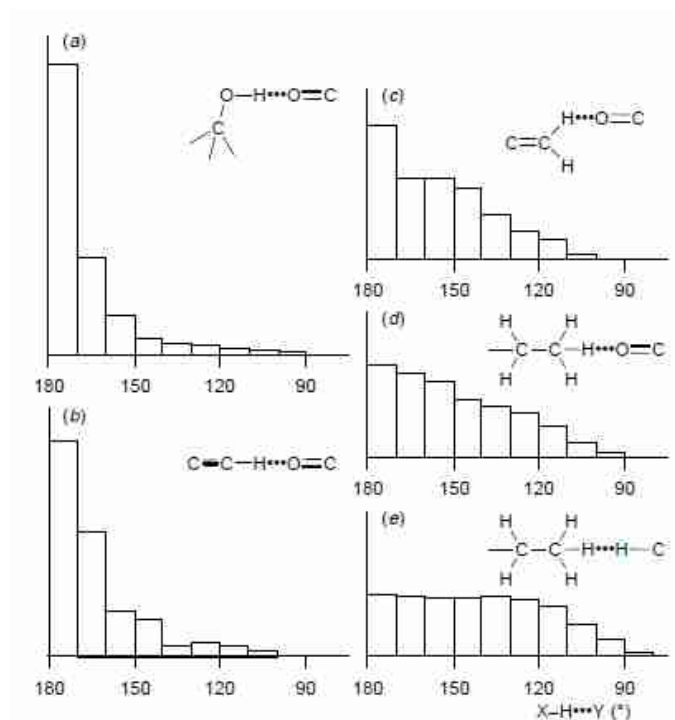 (a)
O—H•••O=C
C
180 150 120 90
(b)
C≡C—H•••O=C
180 150 120 90
(c)
H•••O=C
C=C
H
180 150 120 90
(d)
H H
C—C—H•••O=C
H H
180 150 120 90
(e)
H H
C—C—H•••H—C
H H
180 150 120 90
X–H•••Y (°)